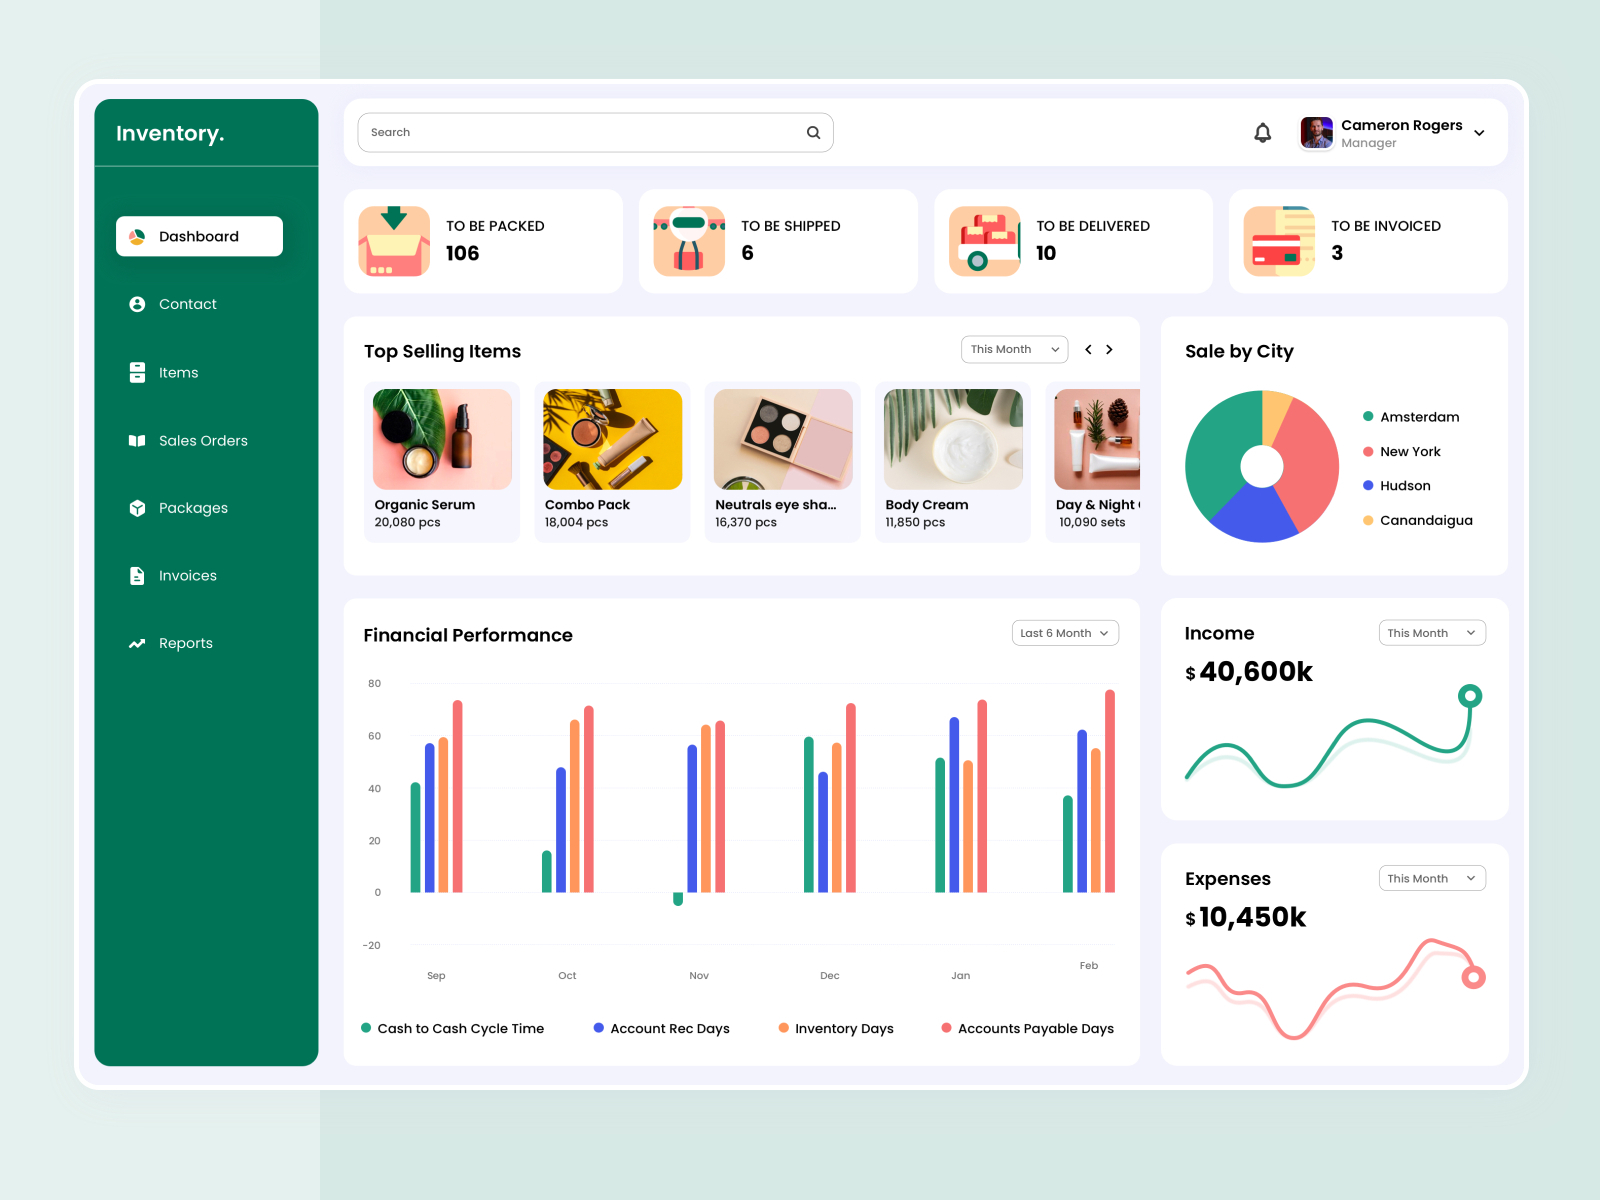 Inventory.
Search
Cameron Rogers
Manager
Dashboard
Contact
Items
Sales Orders
Packages
Invoices
Reports
TO BE PACKED
106
TO BE SHIPPED
6
TO BE DELIVERED
10
TO BE INVOICED
3
Top Selling Items
This Month
Organic Serum
20,080 pcs
Combo Pack
18,004 pcs
Neutrals eye sha...
16,370 pcs
Body Cream
11,850 pcs
Day & Night
10,090 sets
Sale by City
Amsterdam
New York
Hudson
Canandaigua
Financial Performance
Last 6 Month
80
60
40
20
0
-20
Sep
Oct
Nov
Dec
Jan
Feb
Cash to Cash Cycle Time
Account Rec Days
Inventory Days
Accounts Payable Days
Income
This Month
$ 40,600k
Expenses
This Month
$ 10,450k